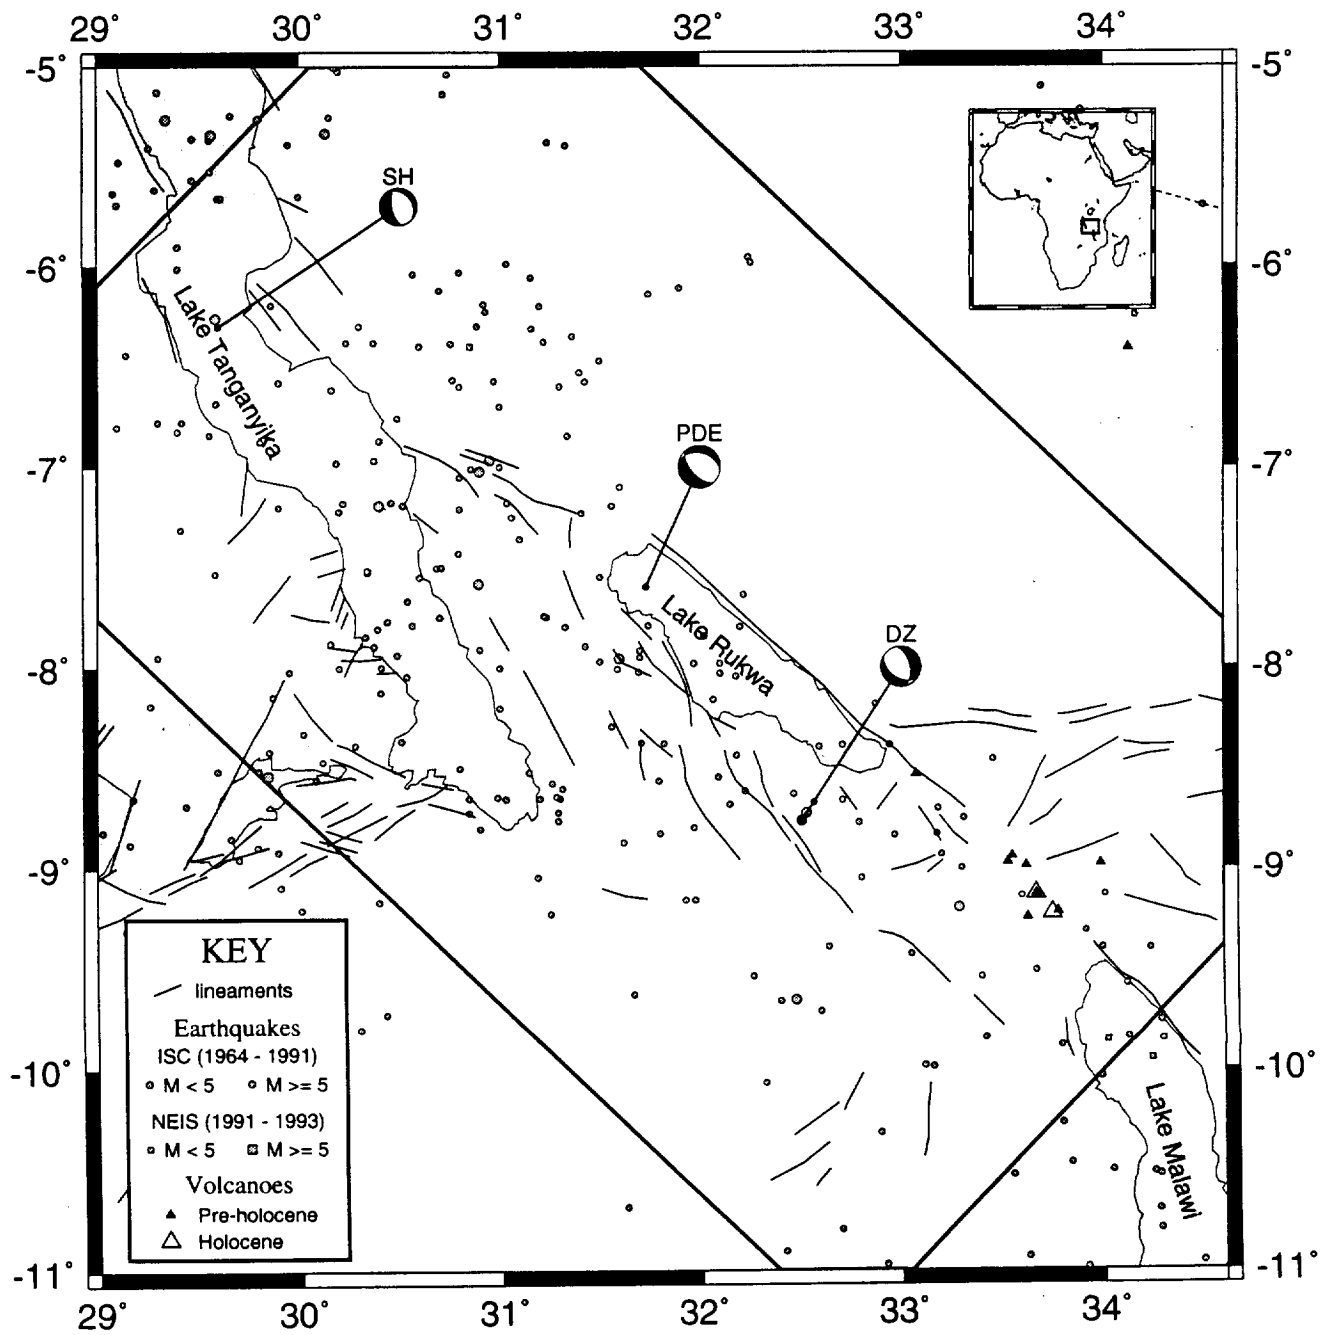 29° 30° 31° 32° 33° 34°
-5° -5°
SH
-6° -6°
Lake Tanganyika
PDE
-7° -7°
Lake Rukwa
DZ
-8° -8°
-9° -9°
KEY
lineaments
Earthquakes
ISC (1964 - 1991)
M < 5 M >= 5
NEIS (1991 - 1993)
M < 5 M >= 5
Volcanoes
Pre-holocene
Holocene
-10° -10°
Lake Malawi
-11° -11°
29° 30° 31° 32° 33° 34°